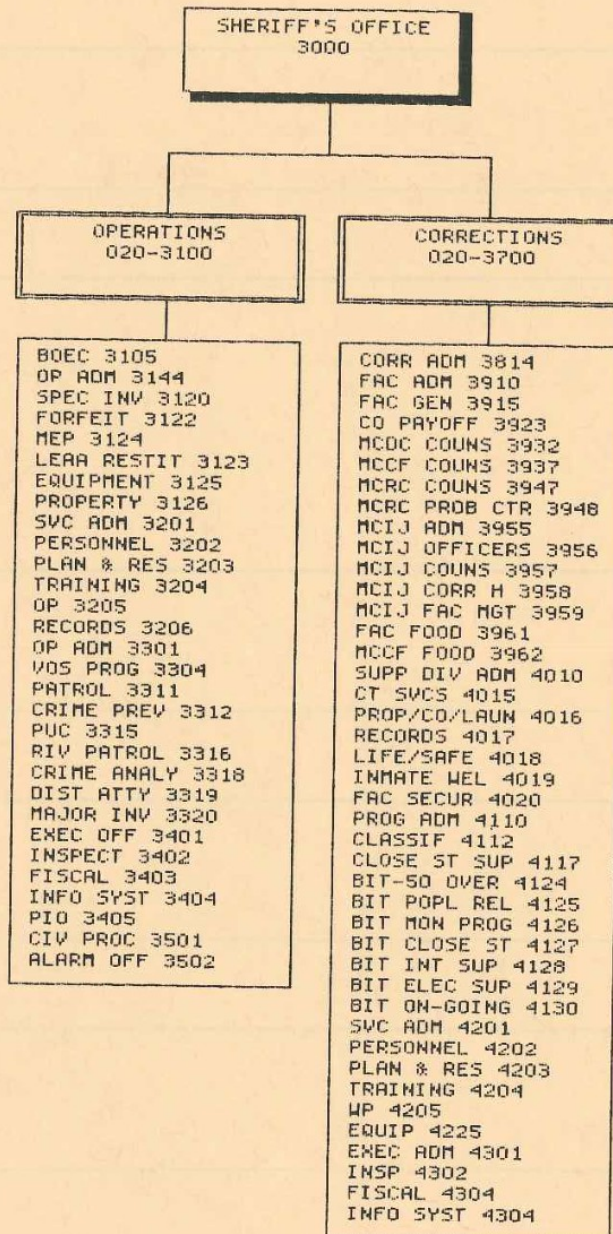 SHERIFF'S OFFICE
3000
OPERATIONS
020-3100
BOEC 3105
OP ADM 3144
SPEC INV 3120
FORFEIT 3122
MEP 3124
LEAA RESTIT 3123
EQUIPMENT 3125
PROPERTY 3126
SVC ADM 3201
PERSONNEL 3202
PLAN & RES 3203
TRAINING 3204
OP 3205
RECORDS 3206
OP ADM 3301
VOS PROG 3304
PATROL 3311
CRIME PREV 3312
PUC 3315
RIV PATROL 3316
CRIME ANALY 3318
DIST ATTY 3319
MAJOR INV 3320
EXEC OFF 3401
INSPECT 3402
FISCAL 3403
INFO SYST 3404
PIO 3405
CIV PROC 3501
ALARM OFF 3502
CORRECTIONS
020-3700
CORR ADM 3814
FAC ADM 3910
FAC GEN 3915
CO PAYOFF 3923
MCDC COUNS 3932
MCCF COUNS 3937
MCRC COUNS 3947
MCRC PROB CTR 3948
MCIJ ADM 3955
MCIJ OFFICERS 3956
MCIJ COUNS 3957
MCIJ CORR H 3958
MCIJ FAC MGT 3959
FAC FOOD 3961
MCCF FOOD 3962
SUPP DIV ADM 4010
CT SVCS 4015
PROP/CO/LAUN 4016
RECORDS 4017
LIFE/SAFE 4018
INMATE WEL 4019
FAC SECUR 4020
PROG ADM 4110
CLASSIF 4112
CLOSE ST SUP 4117
BIT-SO OVER 4124
BIT POPL REL 4125
BIT MON PROG 4126
BIT CLOSE ST 4127
BIT INT SUP 4128
BIT ELEC SUP 4129
BIT ON-GOING 4130
SVC ADM 4201
PERSONNEL 4202
PLAN & RES 4203
TRAINING 4204
WP 4205
EQUIP 4225
EXEC ADM 4301
INSP 4302
FISCAL 4304
INFO SYST 4304